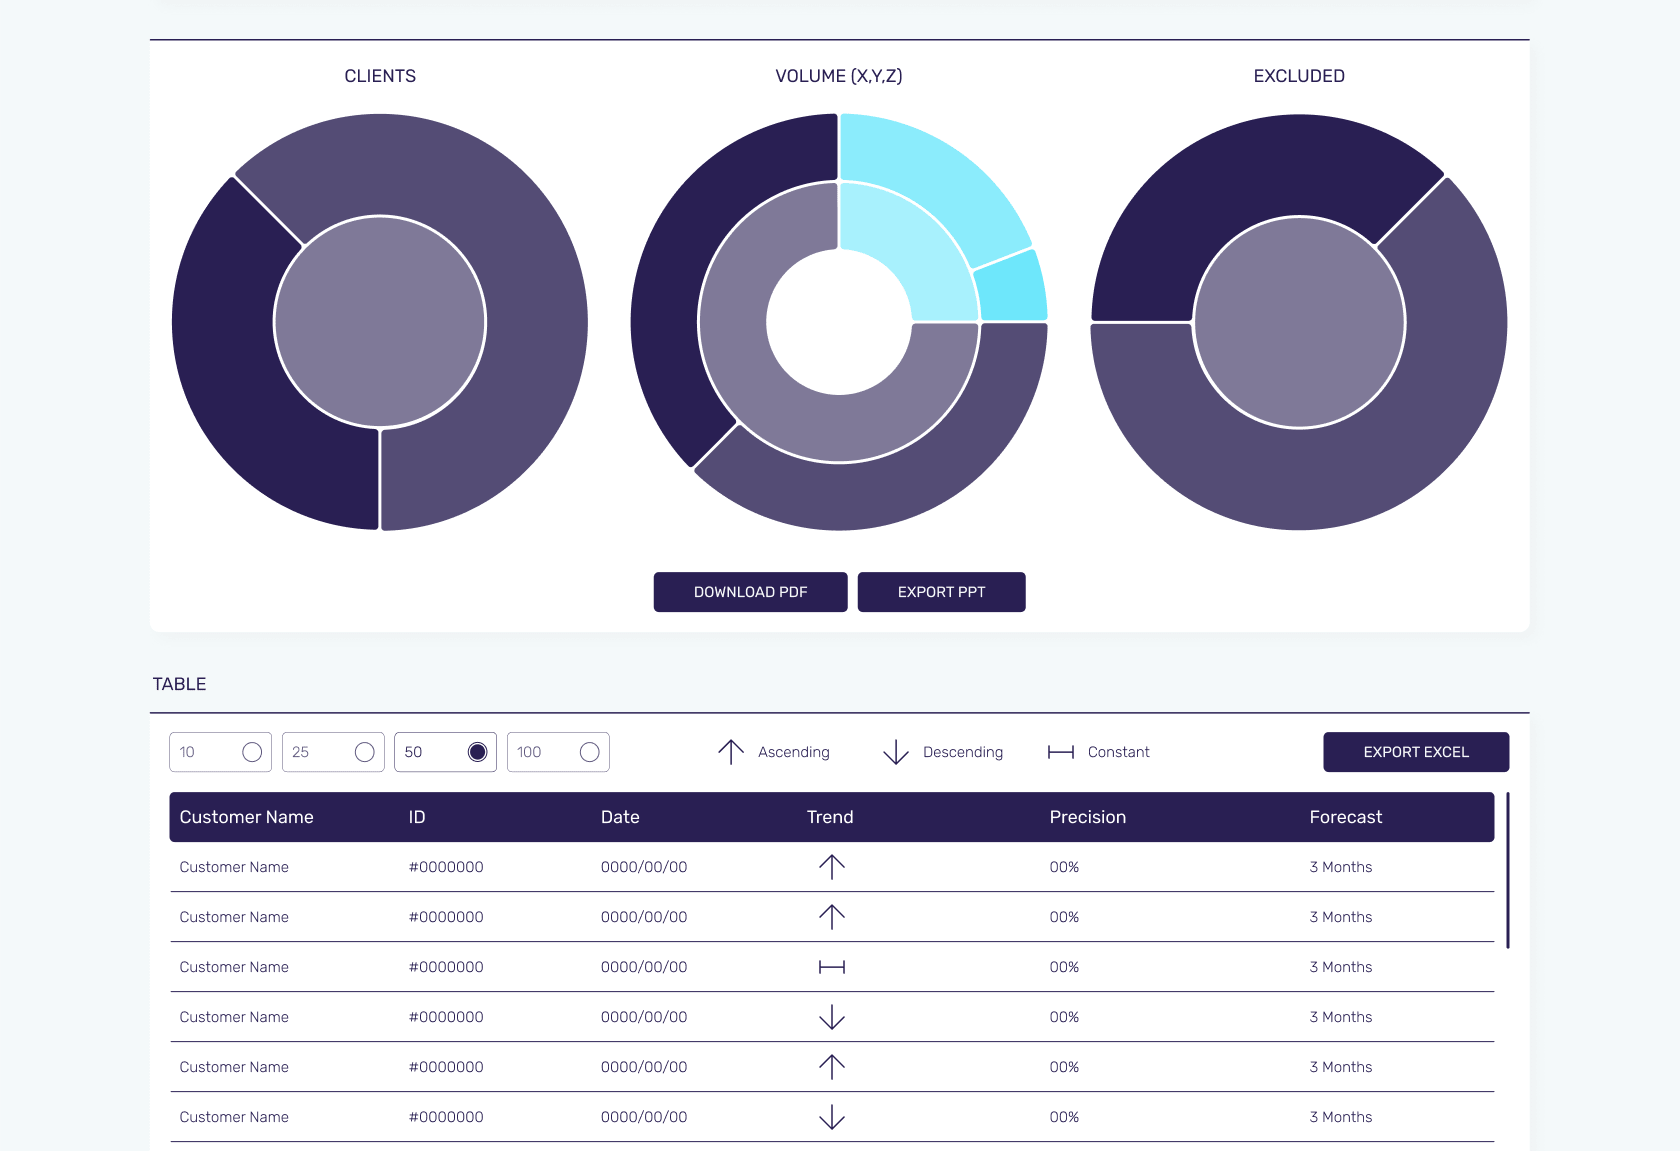 CLIENTS
VOLUME (X,Y,Z)
EXCLUDED
DOWNLOAD PDF
EXPORT PPT
TABLE
10
25
50
100
Ascending
Descending
Constant
EXPORT EXCEL
Customer Name ID Date Trend Precision Forecast
Customer Name #0000000 0000/00/00 00% 3 Months
Customer Name #0000000 0000/00/00 00% 3 Months
Customer Name #0000000 0000/00/00 00% 3 Months
Customer Name #0000000 0000/00/00 00% 3 Months
Customer Name #0000000 0000/00/00 00% 3 Months
Customer Name #0000000 0000/00/00 00% 3 Months